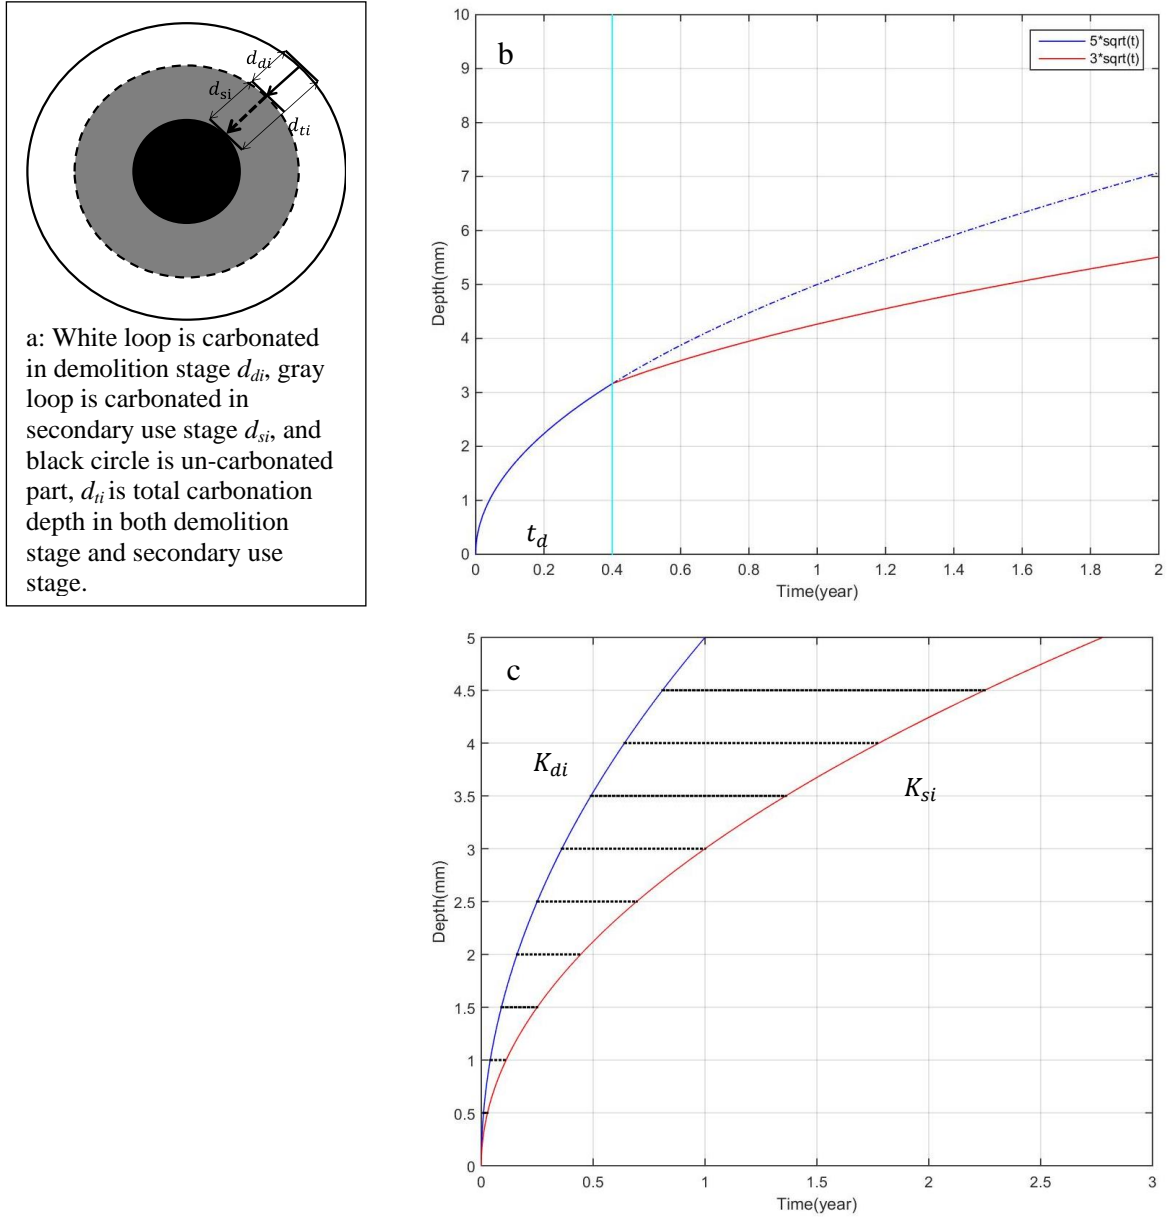 d_di
d_si
d_ti
a: White loop is carbonated
in demolition stage d_di, gray
loop is carbonated in
secondary use stage d_si, and
black circle is un-carbonated
part, d_ti is total carbonation
depth in both demolition
stage and secondary use
stage.
b
5*sqrt(t)
3*sqrt(t)
10
9
8
7
6
5
4
3
2
1
0
Depth(mm)
t_d
0 0.2 0.4 0.6 0.8 1 1.2 1.4 1.6 1.8 2
Time(year)
c
5
4.5
4
3.5
3
2.5
2
1.5
1
0.5
0
Depth(mm)
K_di
K_si
0 0.5 1 1.5 2 2.5 3
Time(year)